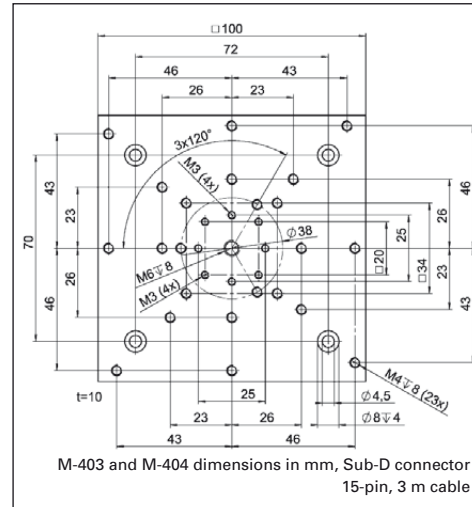 □100
72
46 43
26 23
3x120°
M3 (4x)
43
23
70
26
46
M6↧8
M3 (4x)
Ø38
46
26
25
□20
□34
23
43
t=10
25
23 26
43 46
M4↧8 (23x)
Ø4,5
Ø8↧4
M-403 and M-404 dimensions in mm, Sub-D connector
15-pin, 3 m cable